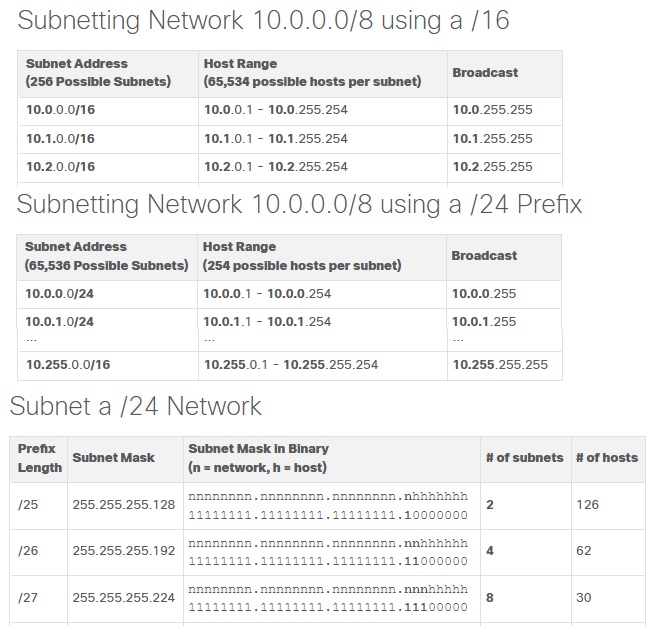 Subnetting Network 10.0.0.0/8 using a /16
Subnet Address Host Range Broadcast
(256 Possible Subnets) (65,534 possible hosts per subnet)
10.0.0.0/16 10.0.0.1 - 10.0.255.254 10.0.255.255
10.1.0.0/16 10.1.0.1 - 10.1.255.254 10.1.255.255
10.2.0.0/16 10.2.0.1 - 10.2.255.254 10.2.255.255
Subnetting Network 10.0.0.0/8 using a /24 Prefix
Subnet Address Host Range Broadcast
(65,536 Possible Subnets) (254 possible hosts per subnet)
10.0.0.0/24 10.0.0.1 - 10.0.0.254 10.0.0.255
10.0.1.0/24 10.0.1.1 - 10.0.1.254 10.0.1.255
... ... ...
10.255.0.0/16 10.255.0.1 - 10.255.255.254 10.255.255.255
Subnet a /24 Network
Prefix Length Subnet Mask Subnet Mask in Binary # of subnets # of hosts
(n = network, h = host)
/25 255.255.255.128 nnnnnnnn.nnnnnnnn.nnnnnnnn.nhhhhhhh 2 126
11111111.11111111.11111111.10000000
/26 255.255.255.192 nnnnnnnn.nnnnnnnn.nnnnnnnn.nnhhhhhh 4 62
11111111.11111111.11111111.11000000
/27 255.255.255.224 nnnnnnnn.nnnnnnnn.nnnnnnnn.nnnhhhhh 8 30
11111111.11111111.11111111.11100000